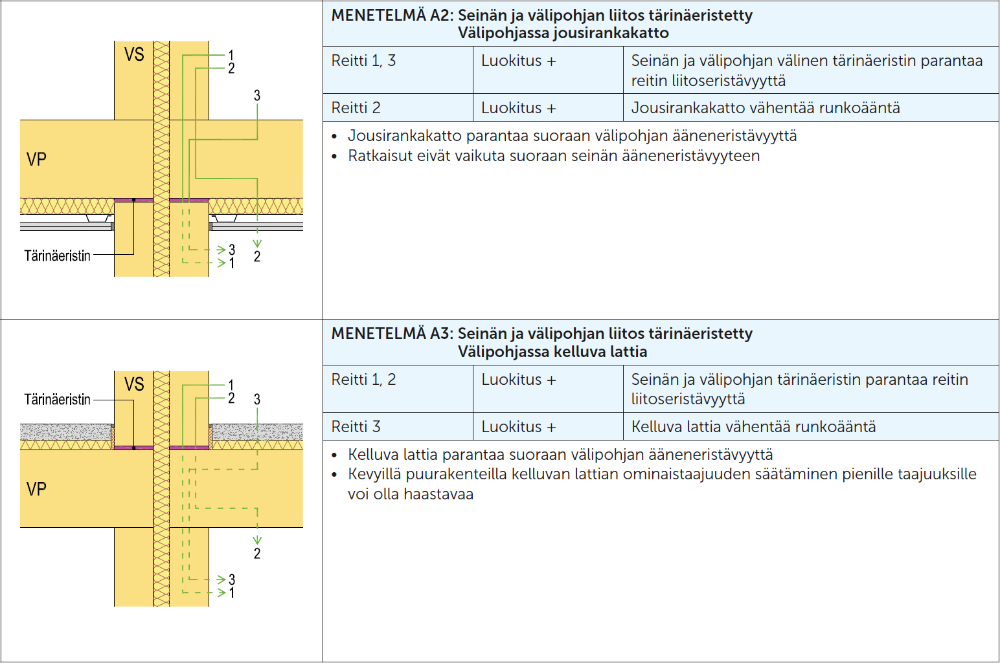 VS
1
2
3
VP
Tärinäeristin
3
1
2
MENETELMÄ A2: Seinän ja välipohjan liitos tärinäeristetty
Välipohjassa jousirankakatto
Reitti 1, 3
Luokitus +
Seinän ja välipohjan välinen tärinäeristin parantaa
reitin liitoseristävyyttä
Reitti 2
Luokitus +
Jousirankakatto vähentää runkoääntä
• Jousirankakatto parantaa suoraan välipohjan ääneneristävyyttä
• Ratkaisut eivät vaikuta suoraan seinän ääneneristävyyteen
VS
1
2
3
Tärinäeristin
VP
2
3
1
MENETELMÄ A3: Seinän ja välipohjan liitos tärinäeristetty
Välipohjassa kelluva lattia
Reitti 1, 2
Luokitus +
Seinän ja välipohjan tärinäeristin parantaa reitin
liitoseristävyyttä
Reitti 3
Luokitus +
Kelluva lattia vähentää runkoääntä
• Kelluva lattia parantaa suoraan välipohjan ääneneristävyyttä
• Kevyillä puurakenteilla kelluvan lattian ominaistaajuuden säätäminen pienille taajuuksille
voi olla haastavaa